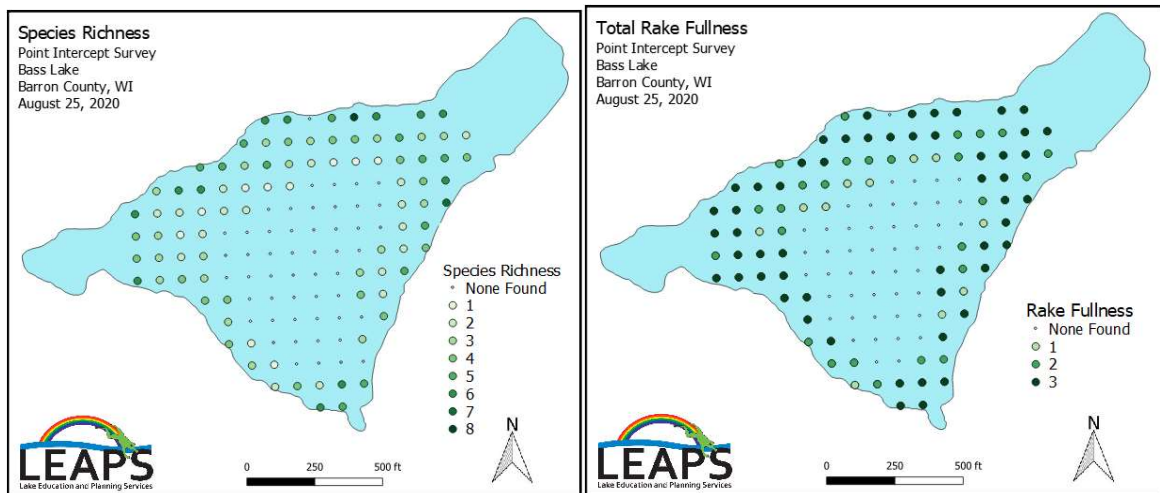 Species Richness
Point Intercept Survey
Bass Lake
Barron County, WI
August 25, 2020
Species Richness
None Found
1
2
3
4
5
6
7
8
LEAPS
Lake Education and Planning Services
0 250 500 ft
N
Total Rake Fullness
Point Intercept Survey
Bass Lake
Barron County, WI
August 25, 2020
Rake Fullness
None Found
1
2
3
LEAPS
Lake Education and Planning Services
0 250 500 ft
N